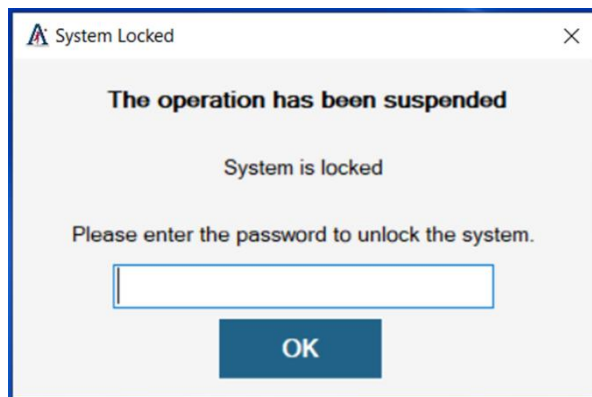 System Locked
The operation has been suspended
System is locked
Please enter the password to unlock the system.
OK